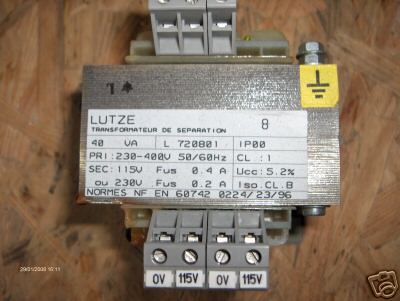 LUTZE 8
TRANSFORMATEUR DE SEPARATION
40 VA L 720801 IP00
PRI:230-400V 50/60Hz CL :1
SEC:115V Fus 0.4 A Ucc:5.2%
ou 230V Fus 0.2 A Iso.CL.B
NORMES NF EN 60742 0224/23/96
0V 115V 0V 115V
29/01/2008 16:11